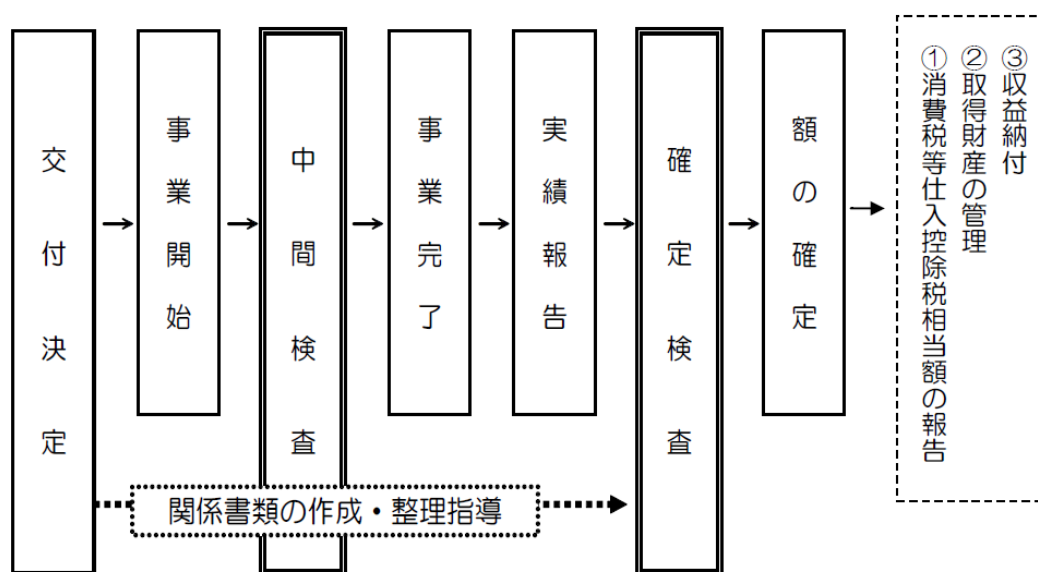 交付決定
事業開始
中間検査
事業完了
実績報告
確定検査
額の確定
③収益納付
②取得財産の管理
①消費税等仕入控除税相当額の報告
関係書類の作成・整理指導